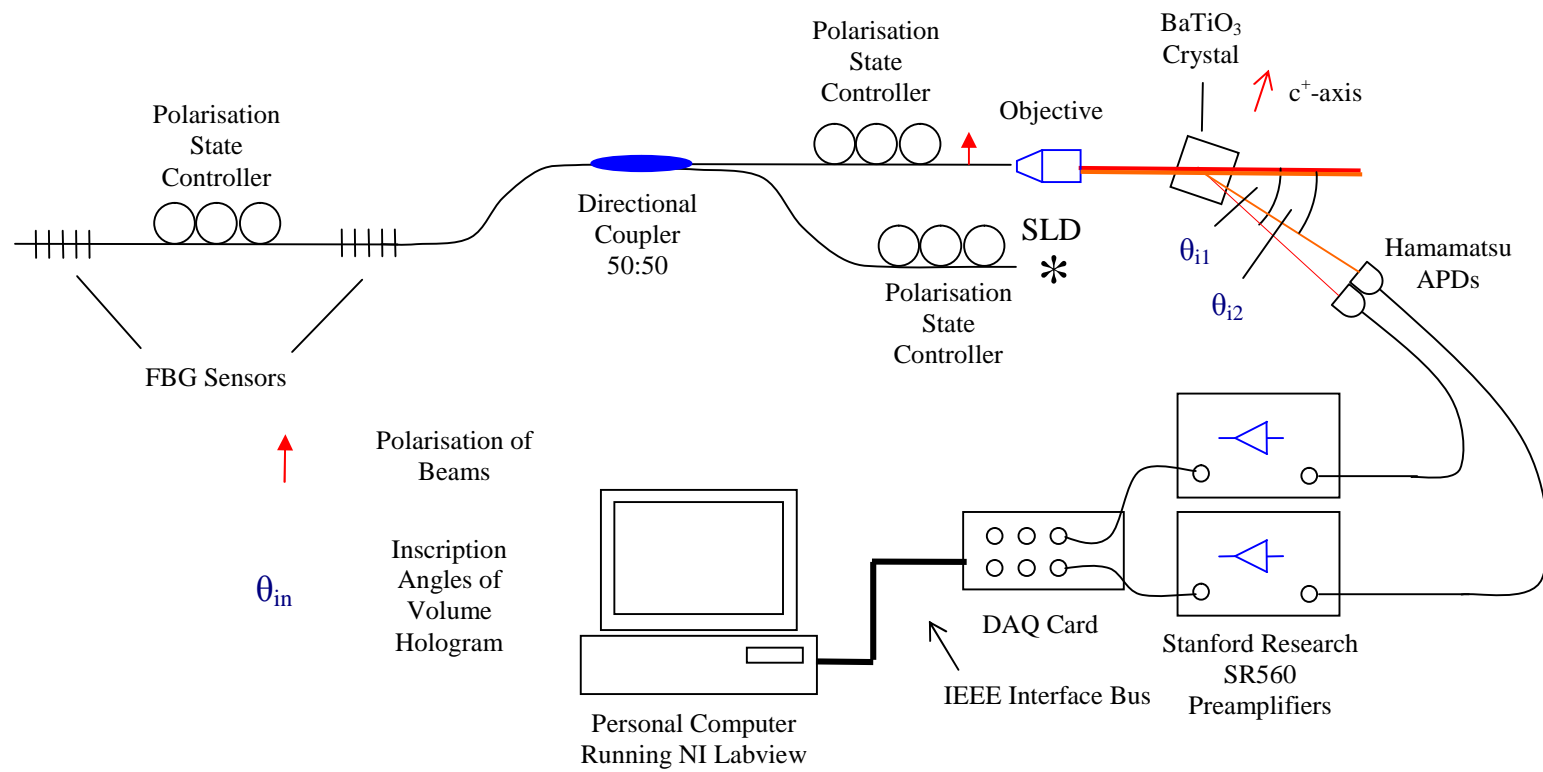 Polarisation
State
Controller
Polarisation
State
Controller
Objective
BaTiO₃
Crystal
c⁺-axis
Directional
Coupler
50:50
SLD
*
Polarisation
State
Controller
θi1
θi2
Hamamatsu
APDs
FBG Sensors
Polarisation of
Beams
θin
Inscription
Angles of
Volume
Hologram
DAQ Card
IEEE Interface Bus
Stanford Research
SR560
Preamplifiers
Personal Computer
Running NI Labview